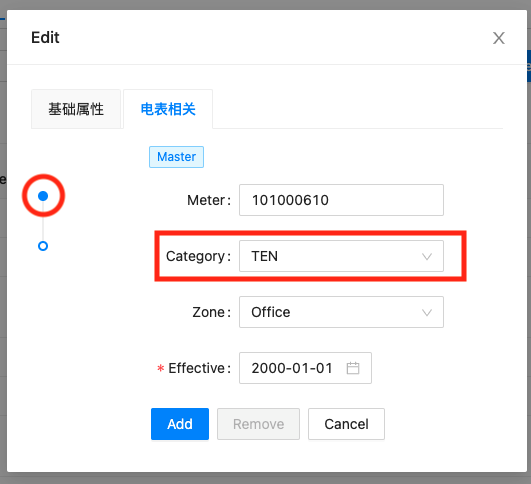 Edit
基础属性 电表相关
Master
Meter: 101000610
Category: TEN
Zone: Office
* Effective: 2000-01-01
Add Remove Cancel